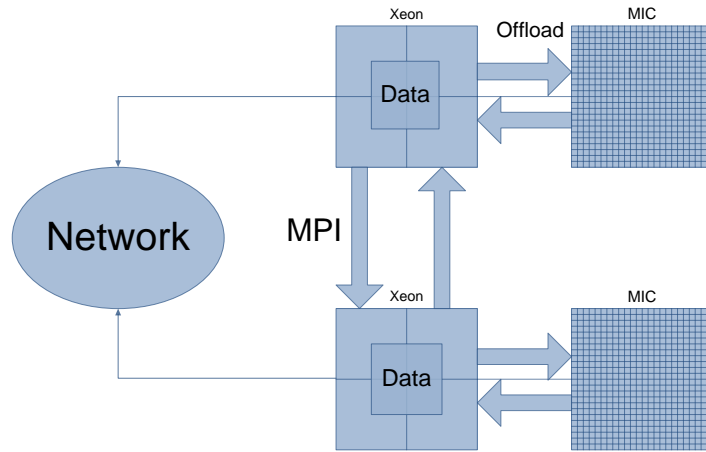 Xeon
MIC
Offload
Data
Network
MPI
Xeon
MIC
Data